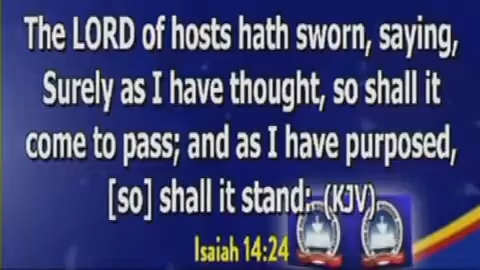 The LORD of hosts hath sworn, saying,
Surely as I have thought, so shall it
come to pass; and as I have purposed,
[so] shall it stand: (KJV)
Isaiah 14:24